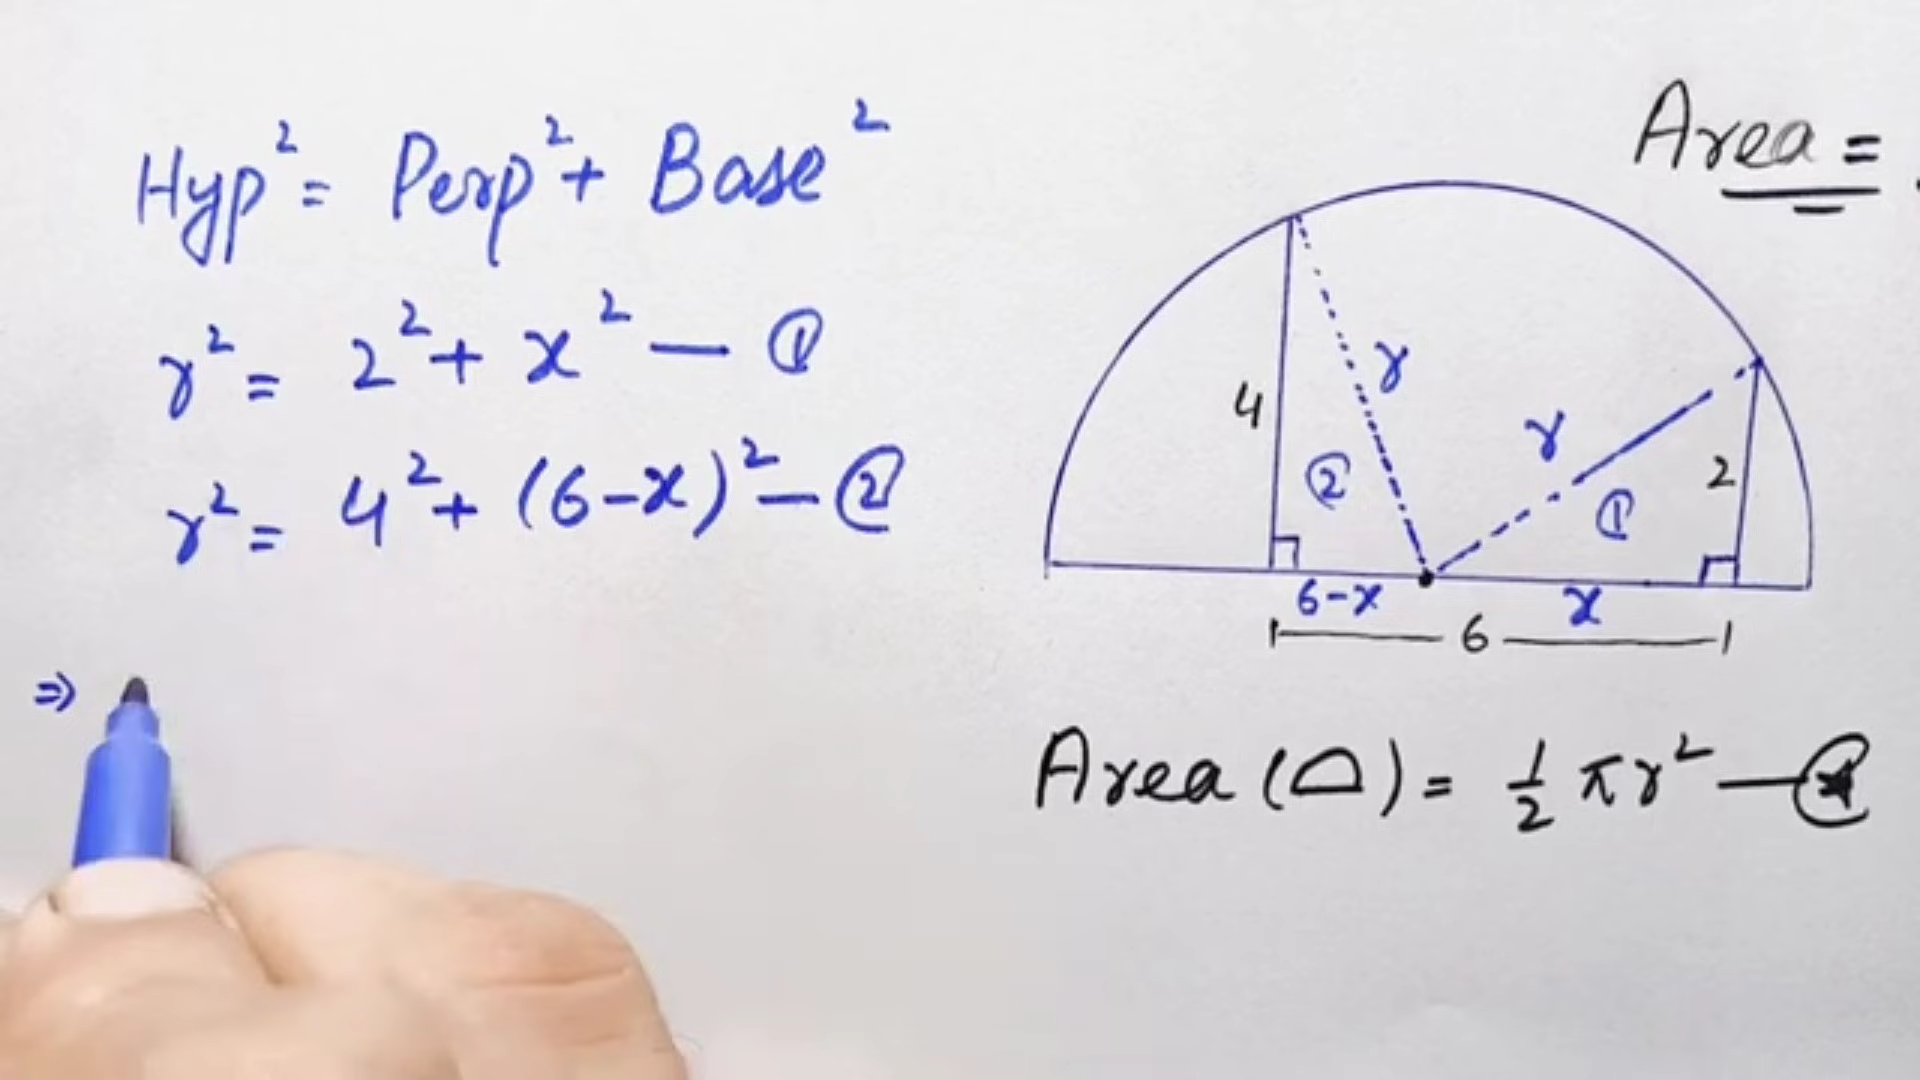 Hyp² = Perp² + Base²
r² = 2² + x² — ①
r² = 4² + (6-x)² — ②
⇒
Area =
4
r
r
2
②
①
6-x
x
6
Area (⌓) = ½ πr² —